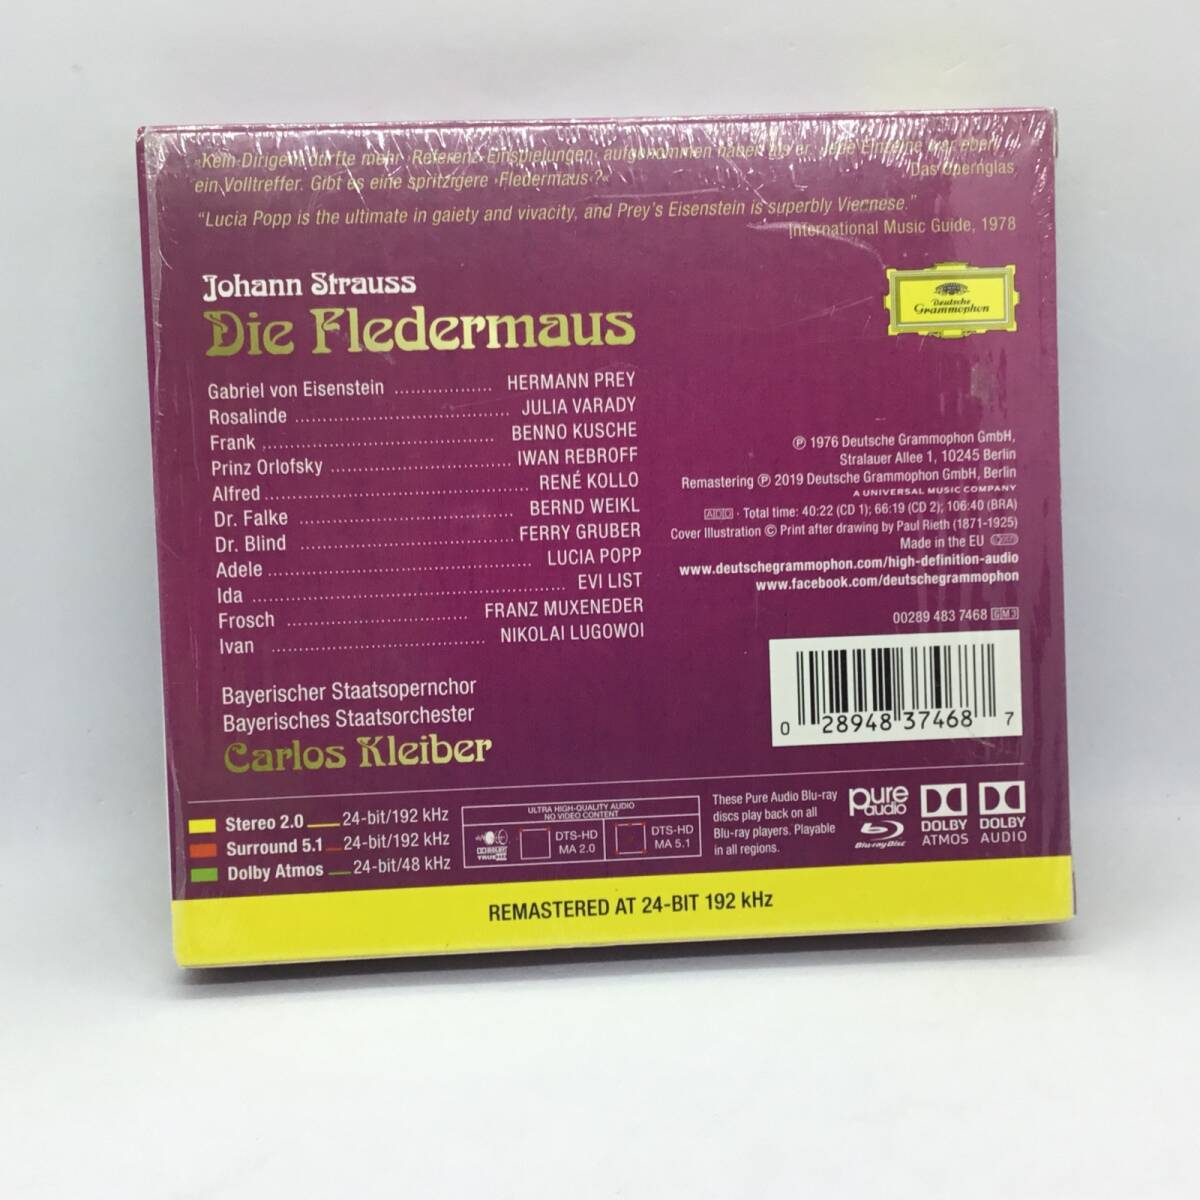 »Kein Dirigent dürfte mehr ›Referenz-Einspielungen‹ aufgenommen haben als er. Jede Einzelne war eben
ein Volltreffer. Gibt es eine spritzigere ›Fledermaus‹?«
Das Opernglas
"Lucia Popp is the ultimate in gaiety and vivacity, and Prey's Eisenstein is superbly Viennese."
International Music Guide, 1978
Johann Strauss
Die Fledermaus
Deutsche
Grammophon
Gabriel von Eisenstein .................. HERMANN PREY
Rosalinde ........................................ JULIA VARADY
Frank ........................................... BENNO KUSCHE
Prinz Orlofsky ................................. IWAN REBROFF
Alfred ................................................ RENÉ KOLLO
Dr. Falke ....................................... BERND WEIKL
Dr. Blind ....................................... FERRY GRUBER
Adele ................................................ LUCIA POPP
Ida ........................................................ EVI LIST
Frosch ................................. FRANZ MUXENEDER
Ivan ....................................... NIKOLAI LUGOWOI
Bayerischer Staatsopernchor
Bayerisches Staatsorchester
Carlos Kleiber
℗ 1976 Deutsche Grammophon GmbH,
Stralauer Allee 1, 10245 Berlin
Remastering ℗ 2019 Deutsche Grammophon GmbH, Berlin
A UNIVERSAL MUSIC COMPANY
ADD · Total time: 40:22 (CD 1); 66:19 (CD 2); 106:40 (BRA)
Cover Illustration © Print after drawing by Paul Rieth (1871-1925)
Made in the EU
www.deutschegrammophon.com/high-definition-audio
www.facebook.com/deutschegrammophon
00289 483 7468 GM3
0 28948 37468 7
Stereo 2.0 24-bit/192 kHz
Surround 5.1 24-bit/192 kHz
Dolby Atmos 24-bit/48 kHz
ULTRA HIGH-QUALITY AUDIO
NO VIDEO CONTENT
DOLBY
TRUEHD
DTS-HD
MA 2.0
DTS-HD
MA 5.1
These Pure Audio Blu-ray
discs play back on all
Blu-ray players. Playable
in all regions.
pure
audio
Blu-ray Disc
DOLBY
ATMOS
DOLBY
AUDIO
REMASTERED AT 24-BIT 192 kHz